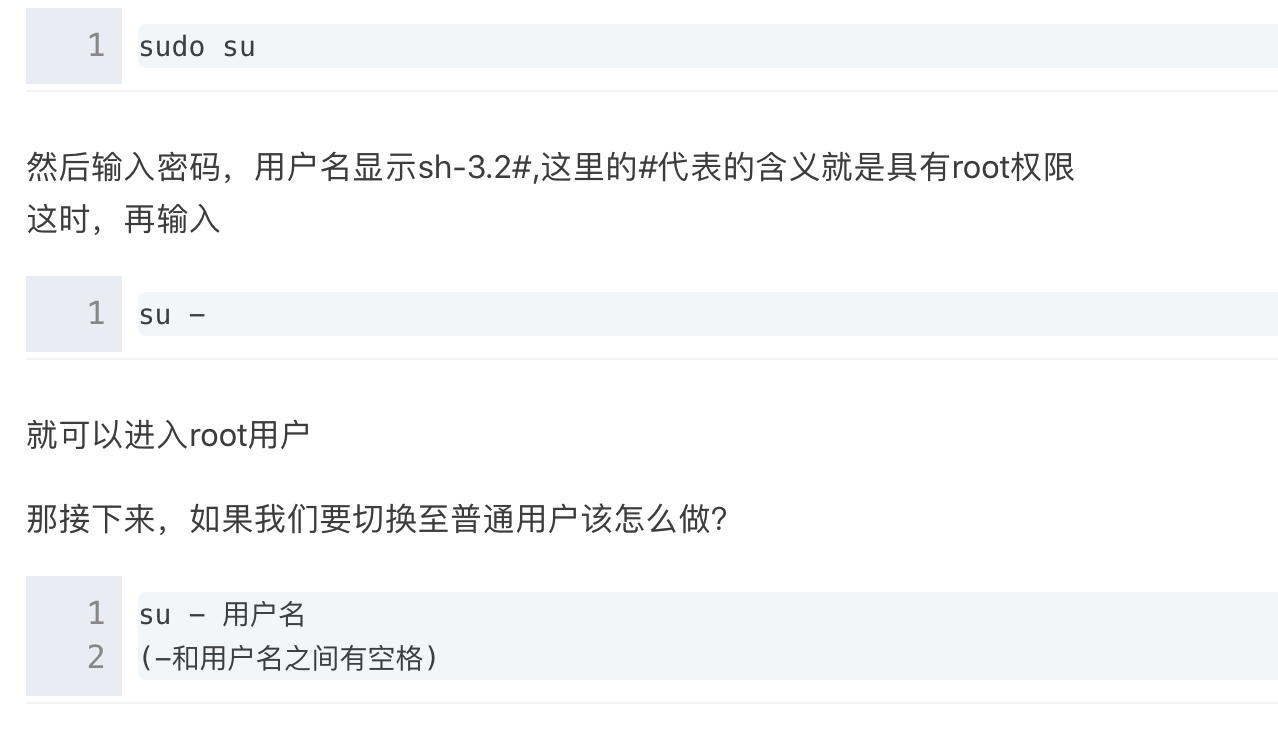 1 sudo su
然后输入密码，用户名显示sh-3.2#,这里的#代表的含义就是具有root权限
这时，再输入
1 su -
就可以进入root用户
那接下来，如果我们要切换至普通用户该怎么做?
1 su - 用户名
2 (-和用户名之间有空格)